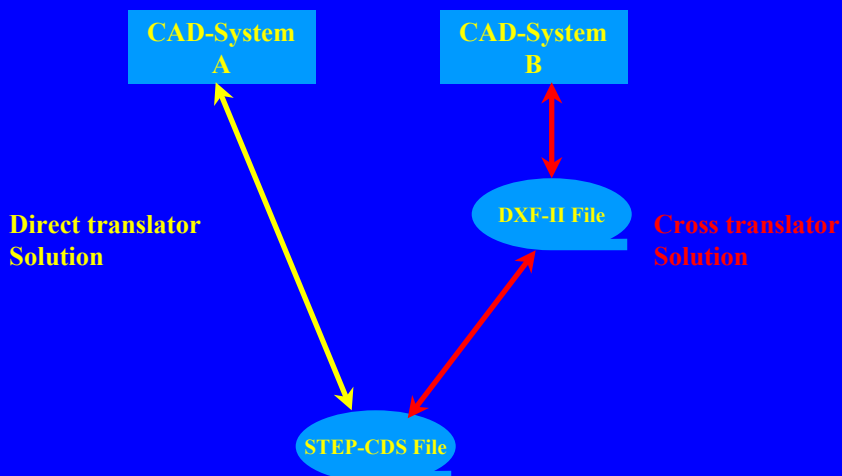 CAD-System
A
CAD-System
B
DXF-II File
Direct translator
Solution
Cross translator
Solution
STEP-CDS File